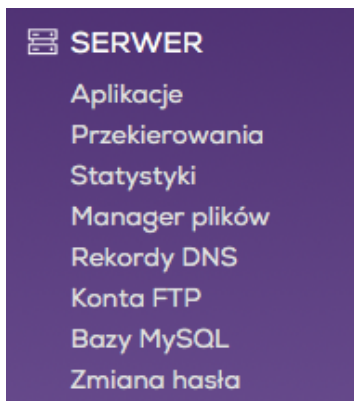 SERWER
Aplikacje
Przekierowania
Statystyki
Manager plików
Rekordy DNS
Konta FTP
Bazy MySQL
Zmiana hasła